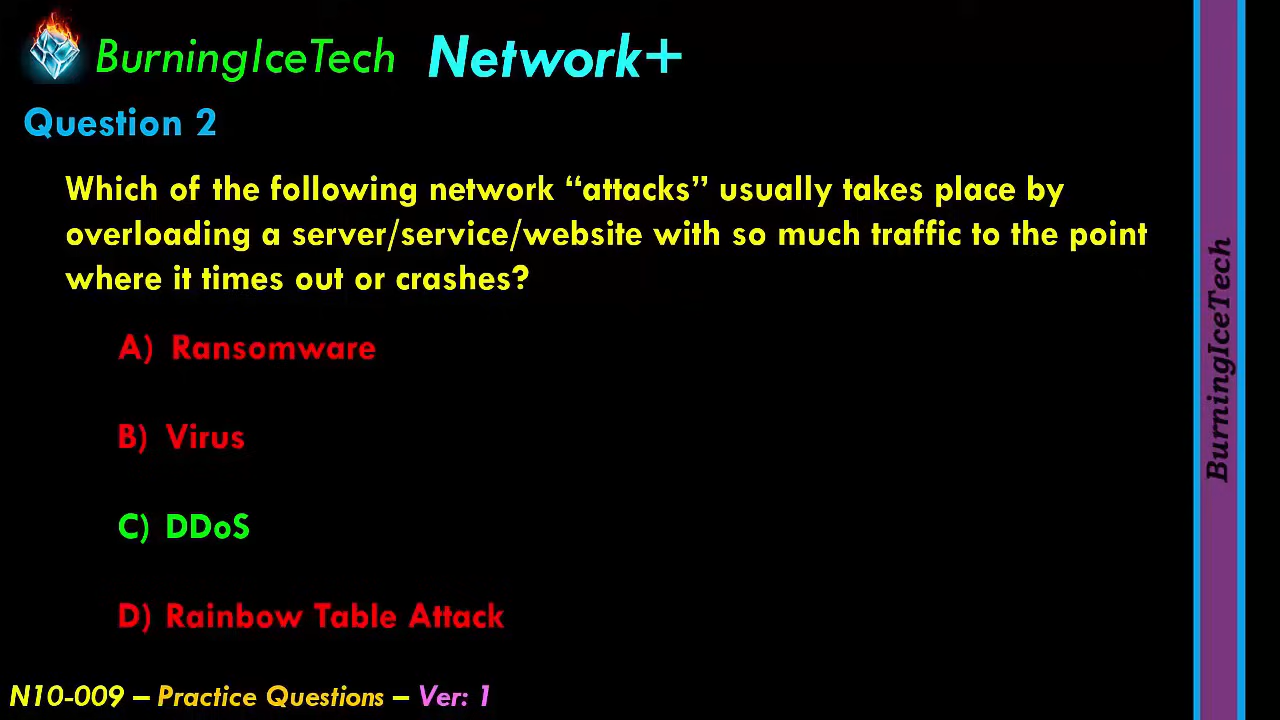 BurningIceTech Network+
Question 2
Which of the following network “attacks” usually takes place by
overloading a server/service/website with so much traffic to the point
where it times out or crashes?
A) Ransomware
B) Virus
C) DDoS
D) Rainbow Table Attack
N10-009 – Practice Questions – Ver: 1
BurningIceTech